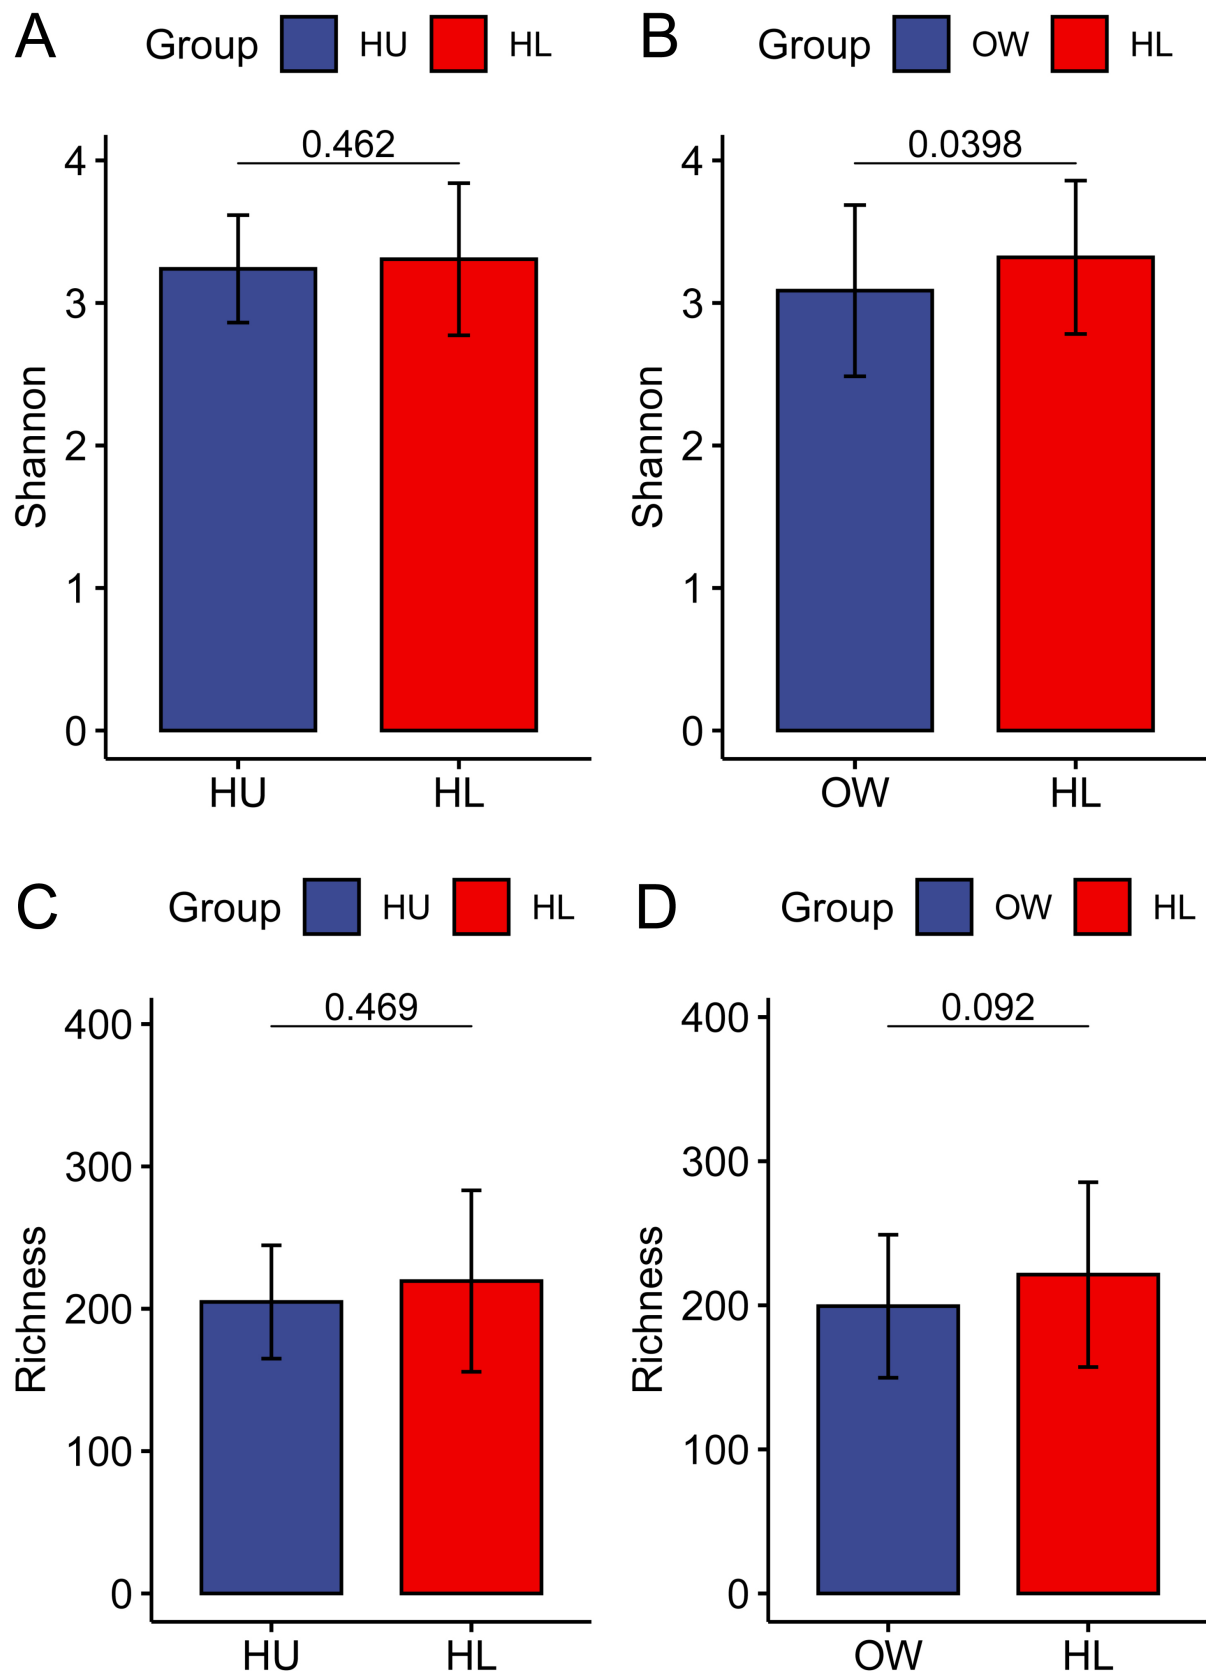 A
Group HU HL
0.462
4
3
2
1
0
Shannon
HU HL
B
Group OW HL
0.0398
4
3
2
1
0
Shannon
OW HL
C
Group HU HL
0.469
400
300
200
100
0
Richness
HU HL
D
Group OW HL
0.092
400
300
200
100
0
Richness
OW HL